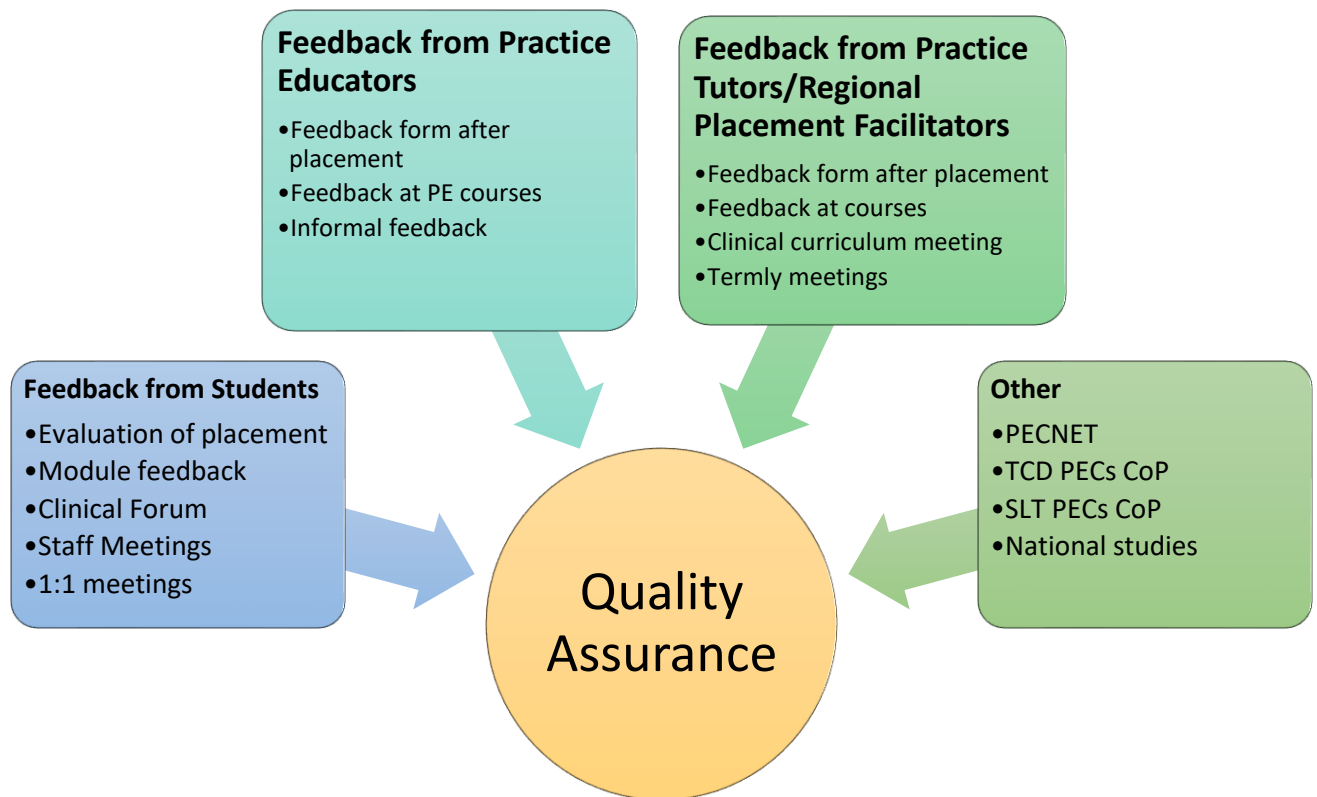 Feedback from Practice
Educators
•Feedback form after
placement
•Feedback at PE courses
•Informal feedback
Feedback from Practice
Tutors/Regional
Placement Facilitators
•Feedback form after placement
•Feedback at courses
•Clinical curriculum meeting
•Termly meetings
Feedback from Students
•Evaluation of placement
•Module feedback
•Clinical Forum
•Staff Meetings
•1:1 meetings
Other
•PECNET
•TCD PECs CoP
•SLT PECs CoP
•National studies
Quality
Assurance